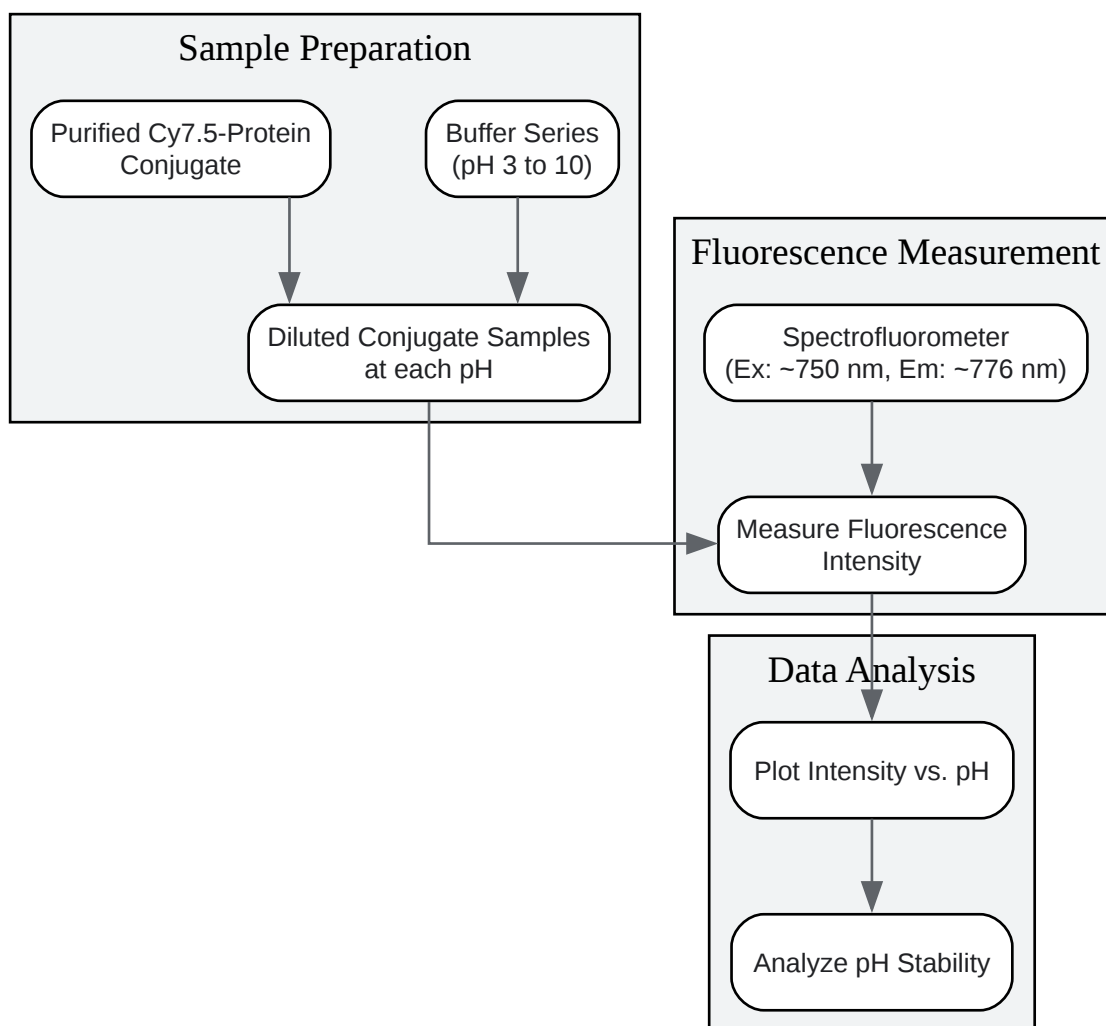 Sample Preparation
Purified Cy7.5-Protein
Conjugate
Buffer Series
(pH 3 to 10)
Diluted Conjugate Samples
at each pH
Fluorescence Measurement
Spectrofluorometer
(Ex: ~750 nm, Em: ~776 nm)
Measure Fluorescence
Intensity
Data Analysis
Plot Intensity vs. pH
Analyze pH Stability